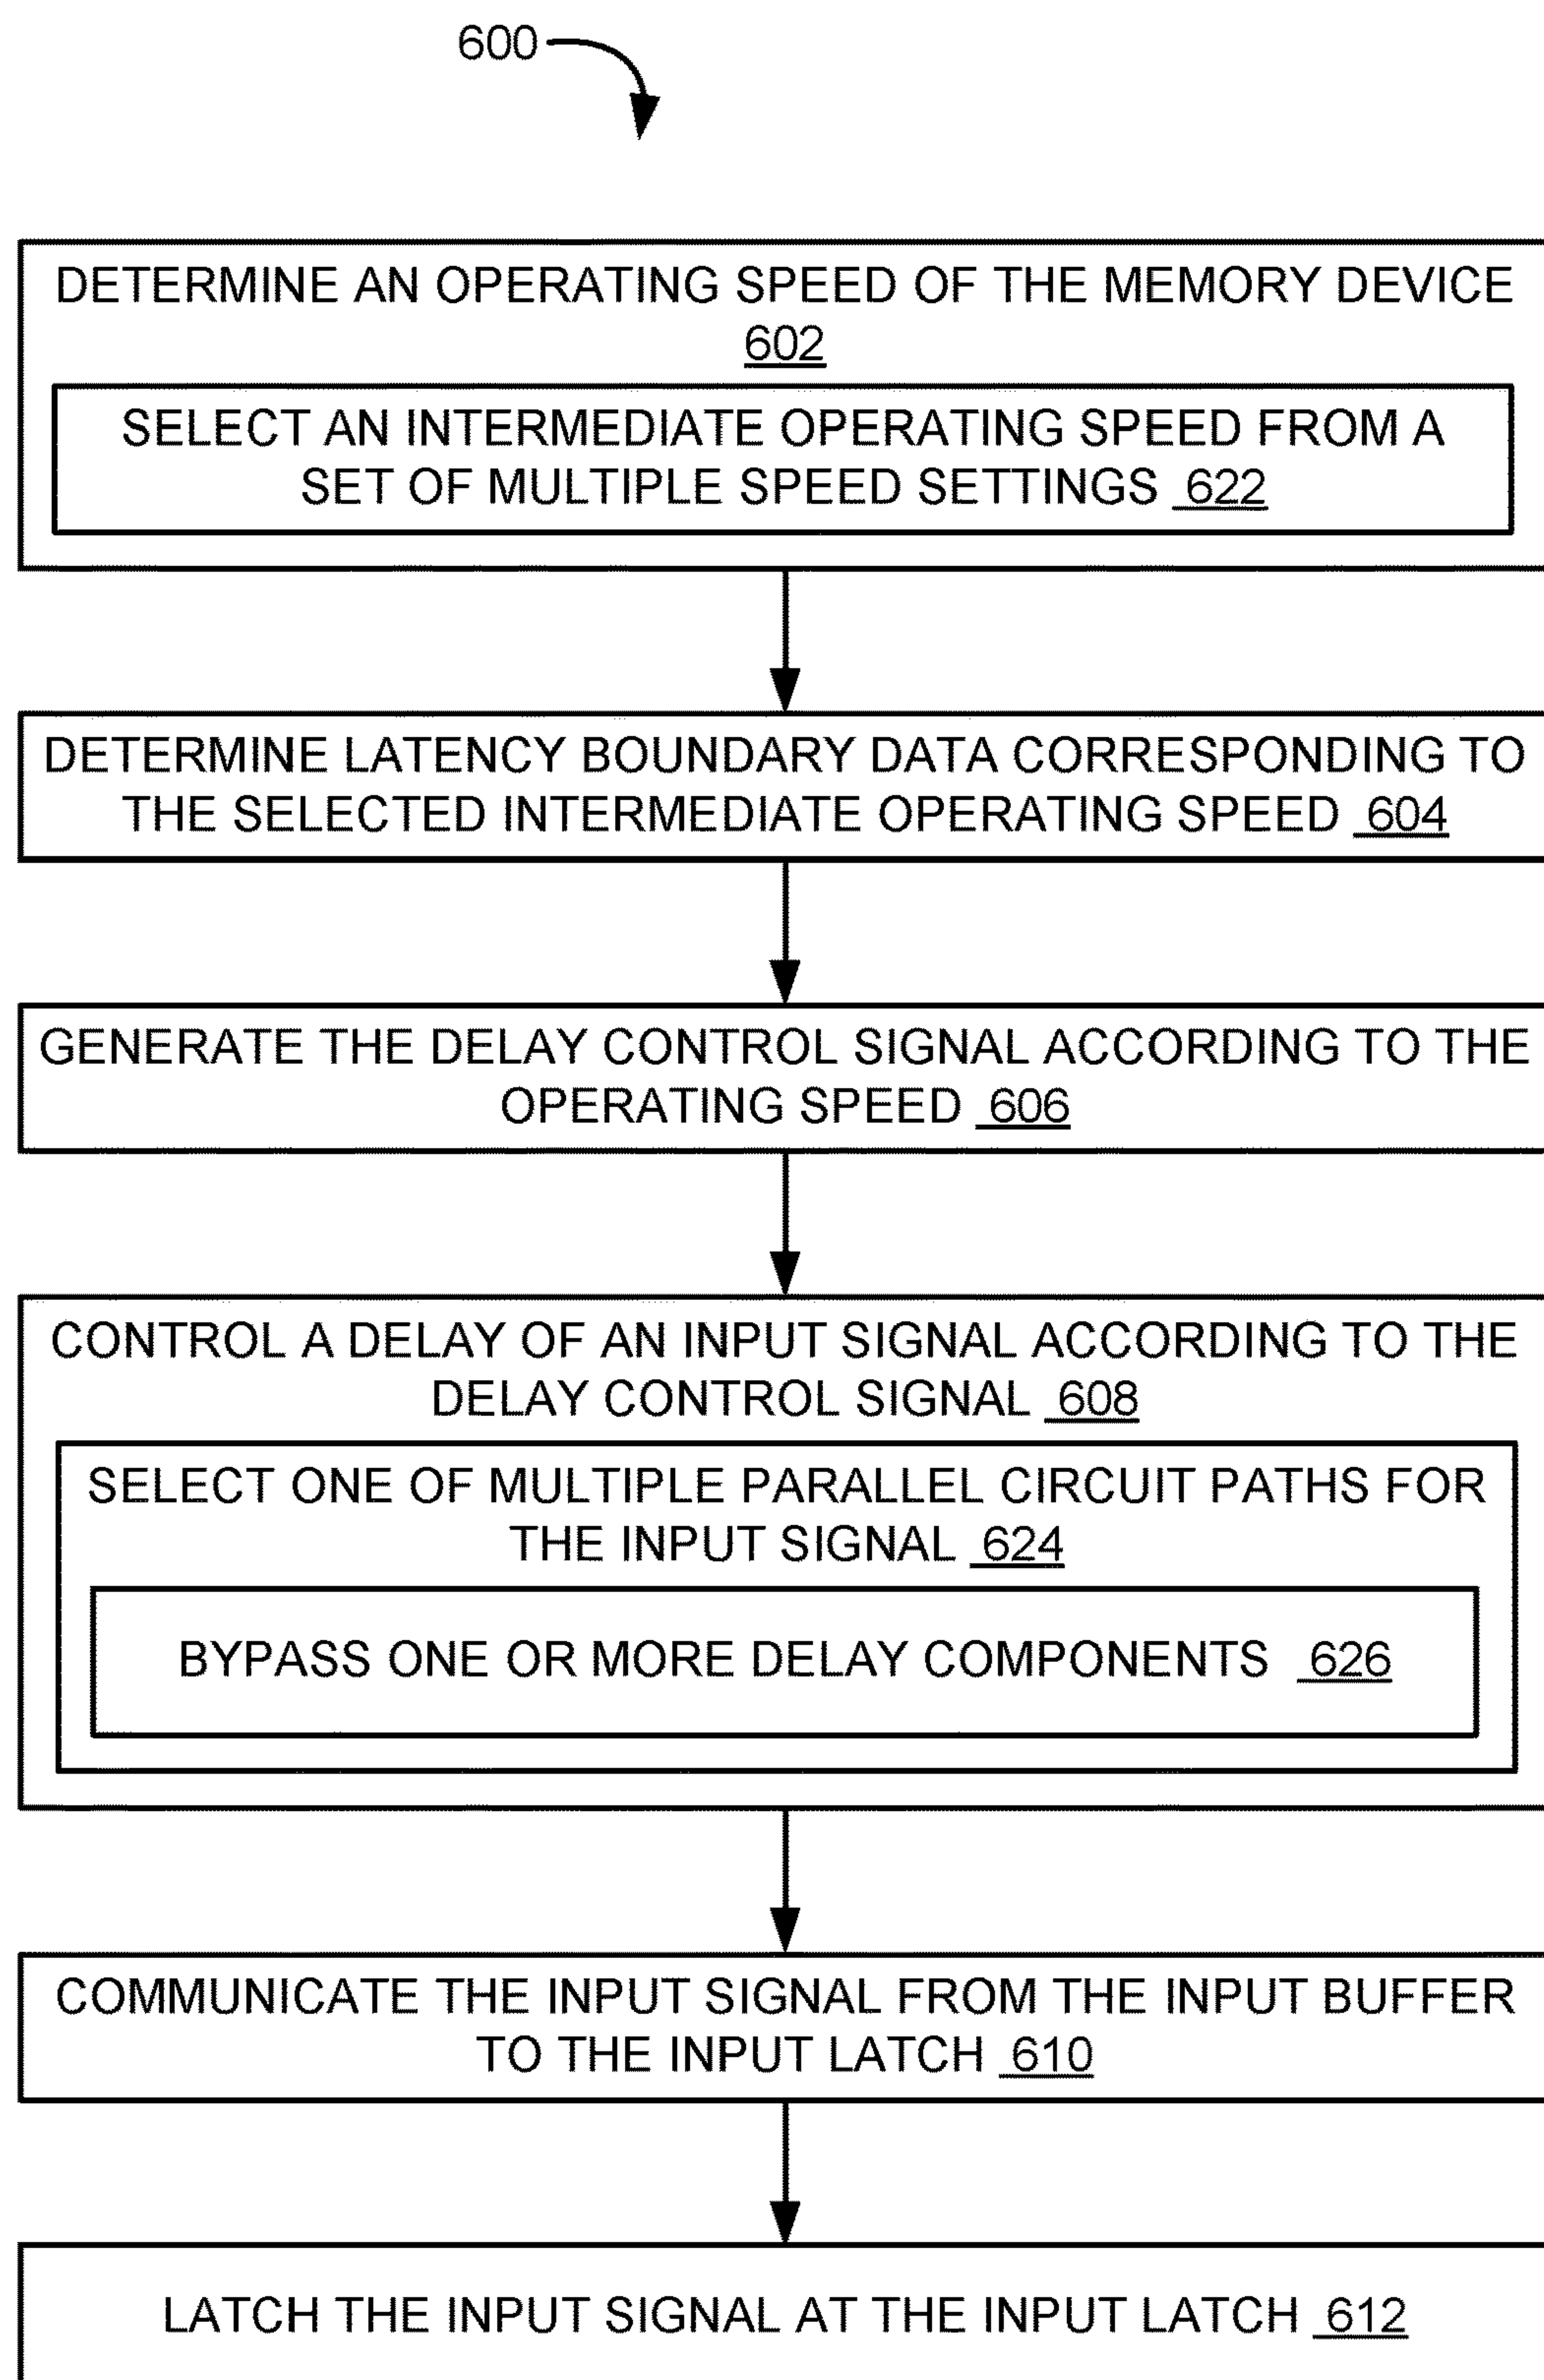 600
DETERMINE AN OPERATING SPEED OF THE MEMORY DEVICE
602
SELECT AN INTERMEDIATE OPERATING SPEED FROM A
SET OF MULTIPLE SPEED SETTINGS 622
DETERMINE LATENCY BOUNDARY DATA CORRESPONDING TO
THE SELECTED INTERMEDIATE OPERATING SPEED 604
GENERATE THE DELAY CONTROL SIGNAL ACCORDING TO THE
OPERATING SPEED 606
CONTROL A DELAY OF AN INPUT SIGNAL ACCORDING TO THE
DELAY CONTROL SIGNAL 608
SELECT ONE OF MULTIPLE PARALLEL CIRCUIT PATHS FOR
THE INPUT SIGNAL 624
BYPASS ONE OR MORE DELAY COMPONENTS 626
COMMUNICATE THE INPUT SIGNAL FROM THE INPUT BUFFER
TO THE INPUT LATCH 610
LATCH THE INPUT SIGNAL AT THE INPUT LATCH 612